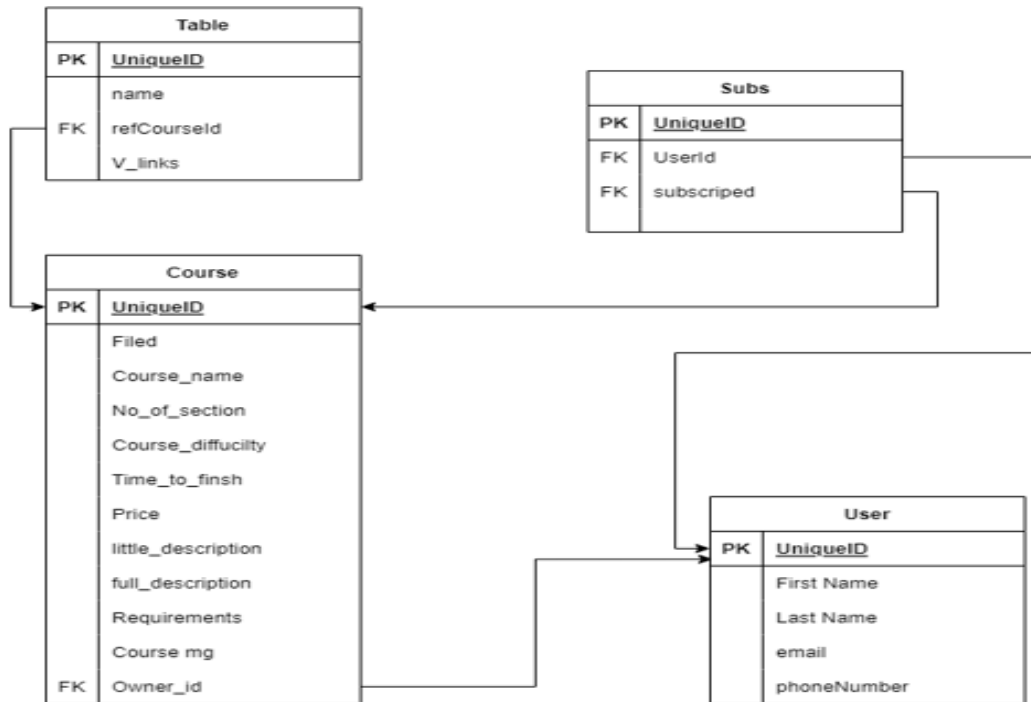 Table
PK UniqueID
name
FK refCourseId
V_links
Subs
PK UniqueID
FK UserId
FK subscriped
Course
PK UniqueID
Filed
Course_name
No_of_section
Course_diffucilty
Time_to_finsh
Price
little_description
full_description
Requirements
Course mg
FK Owner_id
User
PK UniqueID
First Name
Last Name
email
phoneNumber